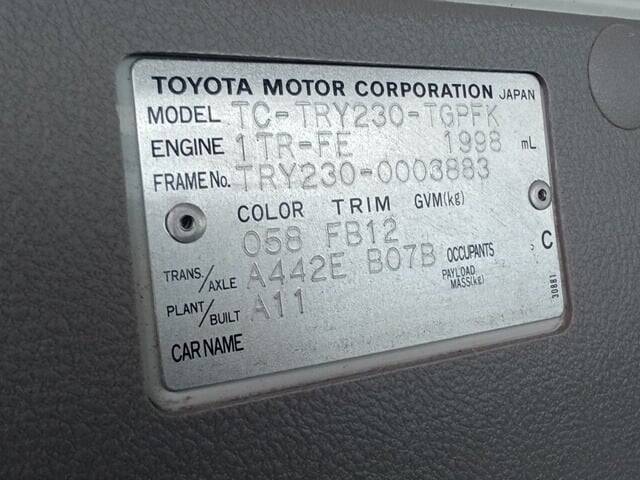 TOYOTA MOTOR CORPORATION JAPAN
MODEL TC-TRY230-TGPFK
ENGINE 1TR-FE 1998 mL
FRAME No. TRY230-0003883
COLOR TRIM GVM(kg)
058 FB12
TRANS./AXLE A442E B07B OCCUPANTS C
PAYLOAD MASS(kg)
PLANT/BUILT A11
CAR NAME
30881